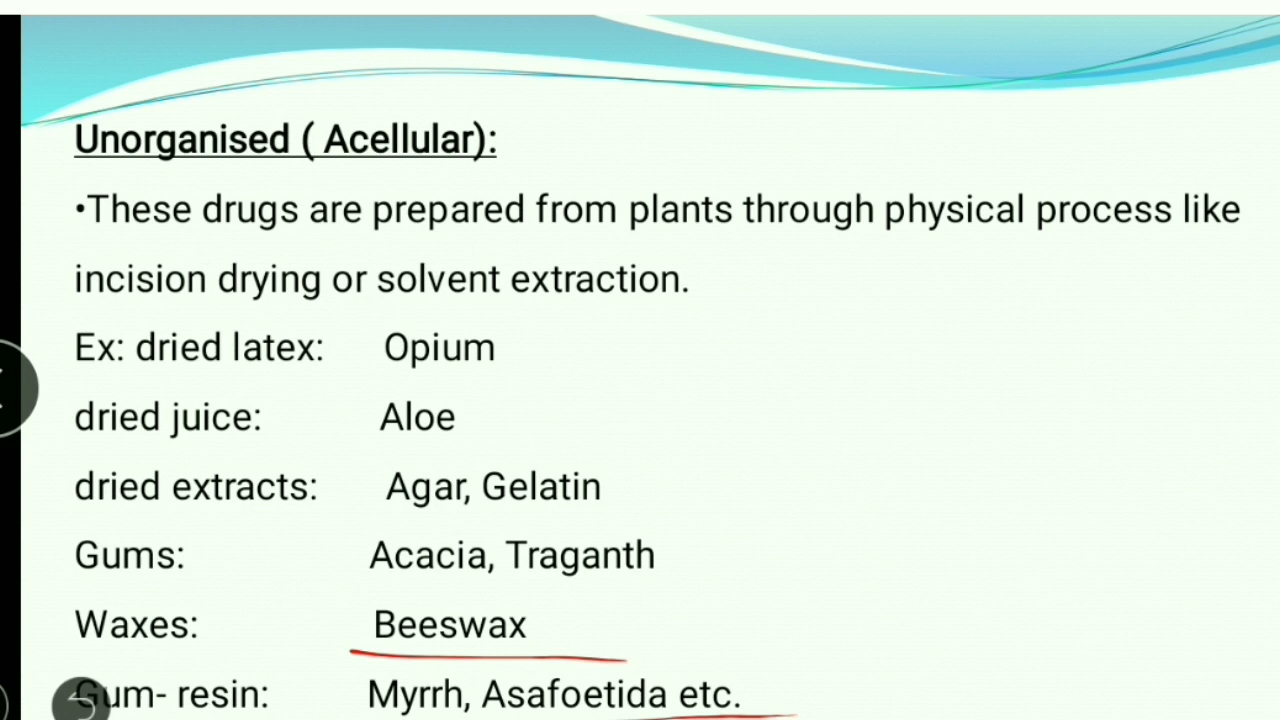 Unorganised ( Acellular):
•These drugs are prepared from plants through physical process like
incision drying or solvent extraction.
Ex: dried latex: Opium
dried juice: Aloe
dried extracts: Agar, Gelatin
Gums: Acacia, Traganth
Waxes: Beeswax
Gum- resin: Myrrh, Asafoetida etc.